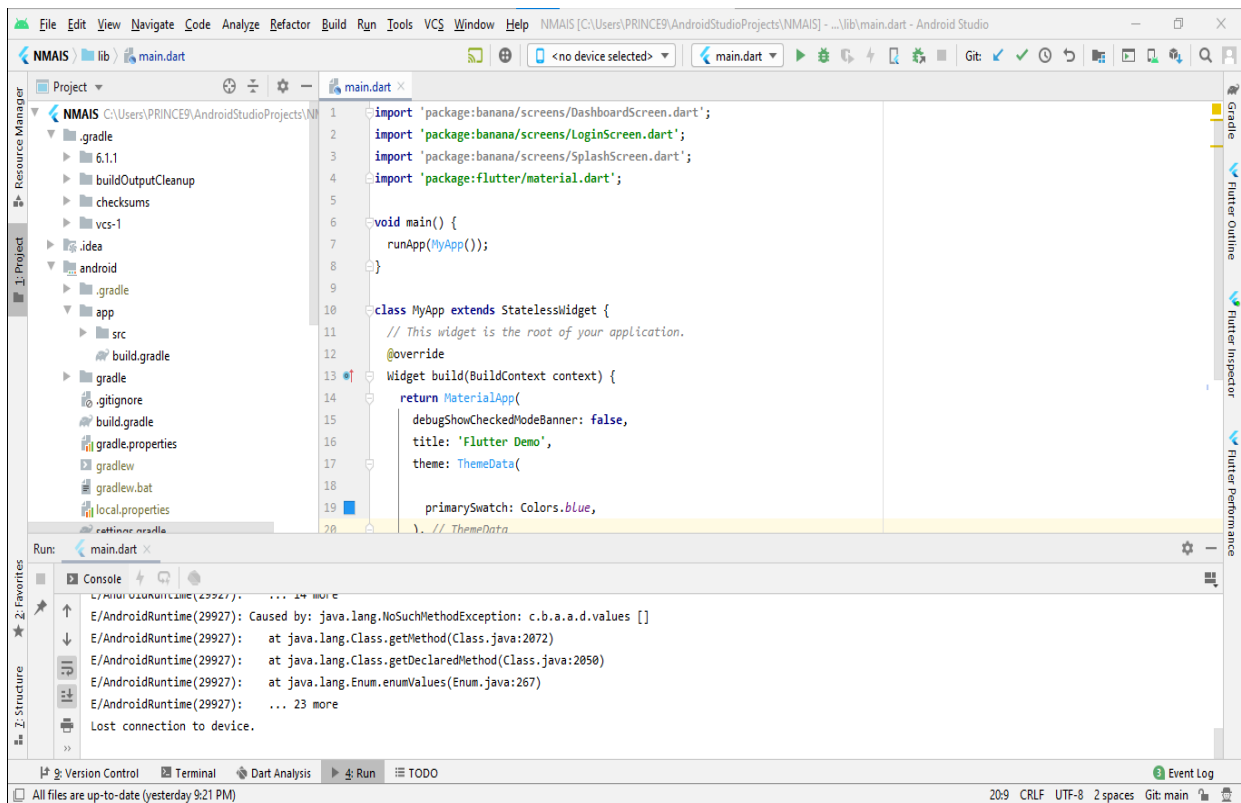 File Edit View Navigate Code Analyze Refactor Build Run Tools VCS Window Help NMAIS [C:\Users\PRINCE9\AndroidStudioProjects\NMAIS] - ...\lib\main.dart - Android Studio
NMAIS lib main.dart <no device selected> main.dart Git:
Project main.dart
Resource Manager
1: Project
2: Favorites
7: Structure
NMAIS C:\Users\PRINCE9\AndroidStudioProjects\NM
.gradle
6.1.1
buildOutputCleanup
checksums
vcs-1
.idea
android
.gradle
app
src
build.gradle
gradle
.gitignore
build.gradle
gradle.properties
gradlew
gradlew.bat
local.properties
settings.gradle
1 import 'package:banana/screens/DashboardScreen.dart';
2 import 'package:banana/screens/LoginScreen.dart';
3 import 'package:banana/screens/SplashScreen.dart';
4 import 'package:flutter/material.dart';
5
6 void main() {
7 runApp(MyApp());
8 }
9
10 class MyApp extends StatelessWidget {
11 // This widget is the root of your application.
12 @override
13 Widget build(BuildContext context) {
14 return MaterialApp(
15 debugShowCheckedModeBanner: false,
16 title: 'Flutter Demo',
17 theme: ThemeData(
18
19 primarySwatch: Colors.blue,
20 ), // ThemeData
Gradle
Flutter Outline
Flutter Inspector
Flutter Performance
Run: main.dart
Console
E/AndroidRuntime(29927): ... 14 more
E/AndroidRuntime(29927): Caused by: java.lang.NoSuchMethodException: c.b.a.a.d.values []
E/AndroidRuntime(29927): at java.lang.Class.getMethod(Class.java:2072)
E/AndroidRuntime(29927): at java.lang.Class.getDeclaredMethod(Class.java:2050)
E/AndroidRuntime(29927): at java.lang.Enum.enumValues(Enum.java:267)
E/AndroidRuntime(29927): ... 23 more
Lost connection to device.
9: Version Control Terminal Dart Analysis 4: Run TODO 3 Event Log
All files are up-to-date (yesterday 9:21 PM) 20:9 CRLF UTF-8 2 spaces Git: main